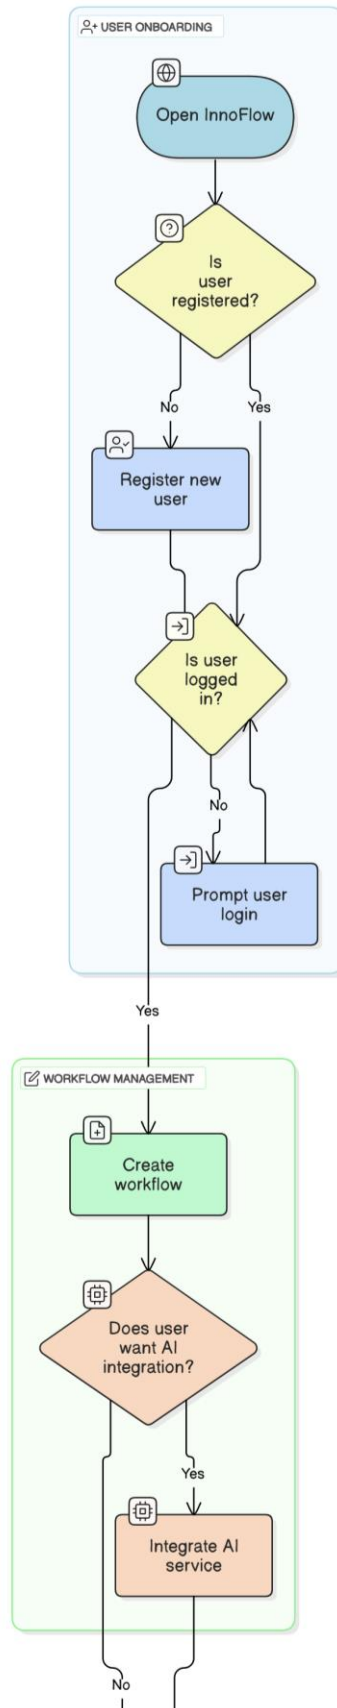 USER ONBOARDING
Open InnoFlow
Is
user
registered?
No
Yes
Register new
user
Is user
logged
in?
No
Prompt user
login
Yes
WORKFLOW MANAGEMENT
Create
workflow
Does user
want AI
integration?
Yes
Integrate AI
service
No